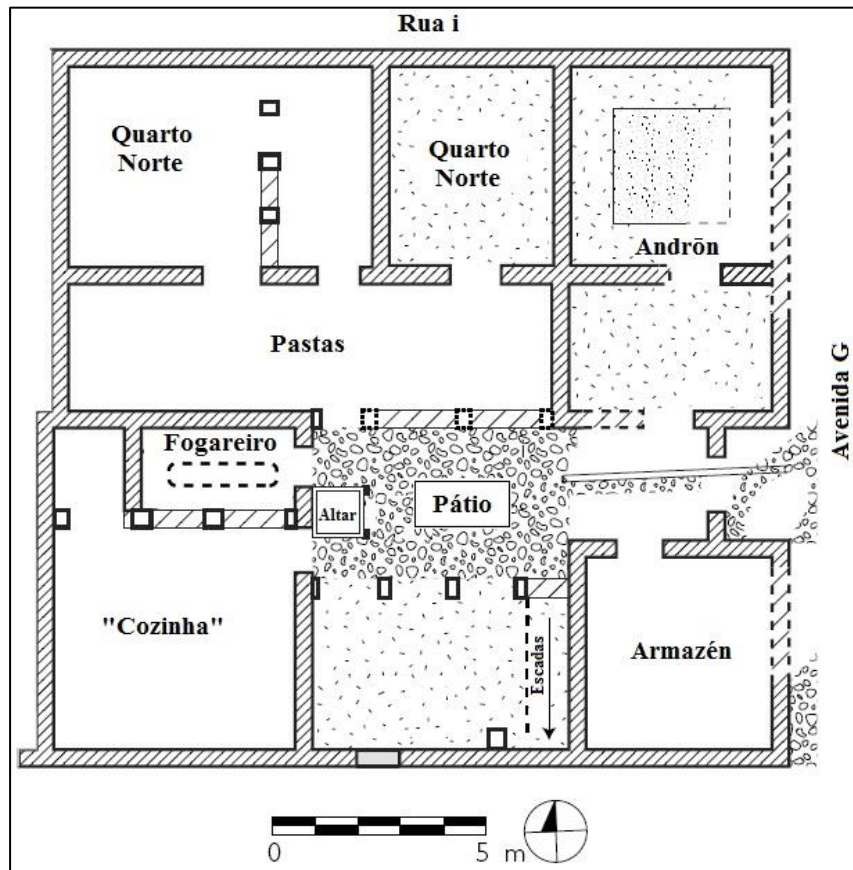 Rua i
Quarto
Norte
Quarto
Norte
Andrōn
Pastas
Avenida G
Fogareiro
Altar
Pátio
"Cozinha"
Escadas
Armazén
0 5 m